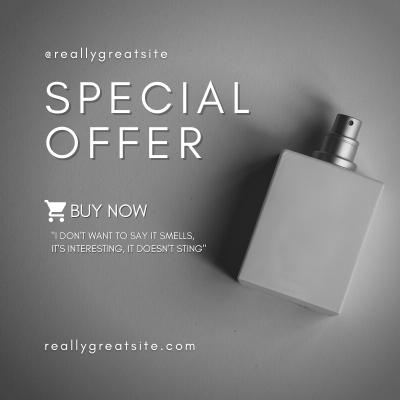 @reallygreatsite
SPECIAL
OFFER
BUY NOW
"I DON'T WANT TO SAY IT SMELLS,
IT'S INTERESTING, IT DOESN'T STING"
reallygreatsite.com